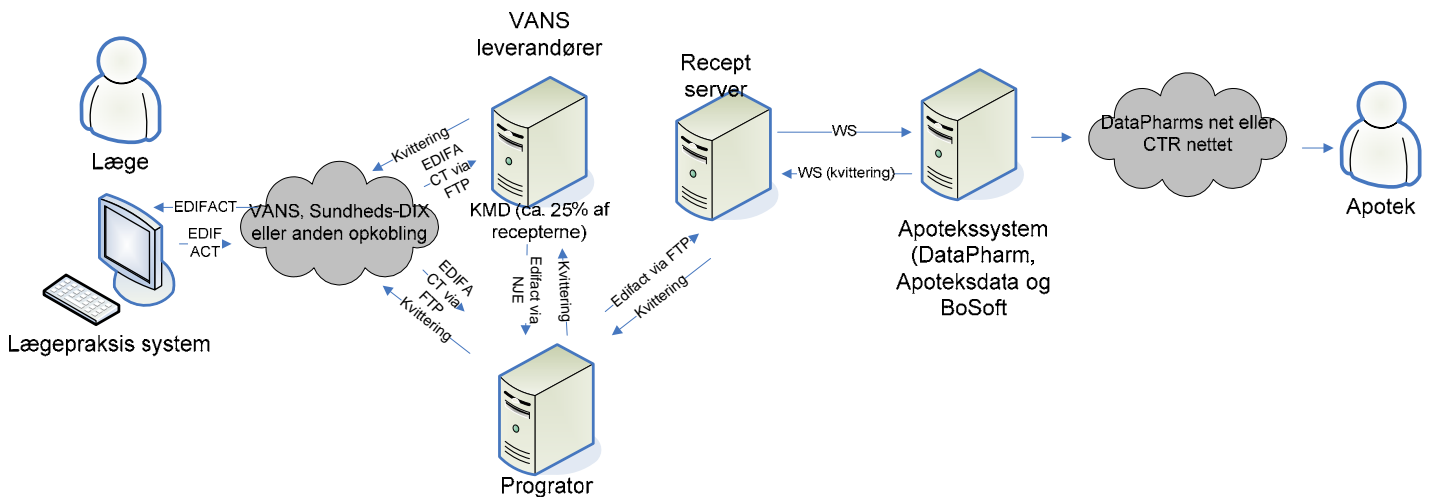 VANS
leverandører
Recept
server
Læge
Kvittering
EDIFA
CT via
FTP
DataPharms net eller
CTR nettet
WS
WS (kvittering)
EDIFACT
EDIF
ACT
VANS, Sundheds-DIX
eller anden opkobling
KMD (ca. 25% af
recepterne)
Apotek
Apotekssystem
(DataPharm,
Apoteksdata og
BoSoft
EDIFA
CT via
FTP
Kvittering
Edifact via
NJE
Kvittering
Edifact via FTP
Kvittering
Lægepraksis system
Progrator